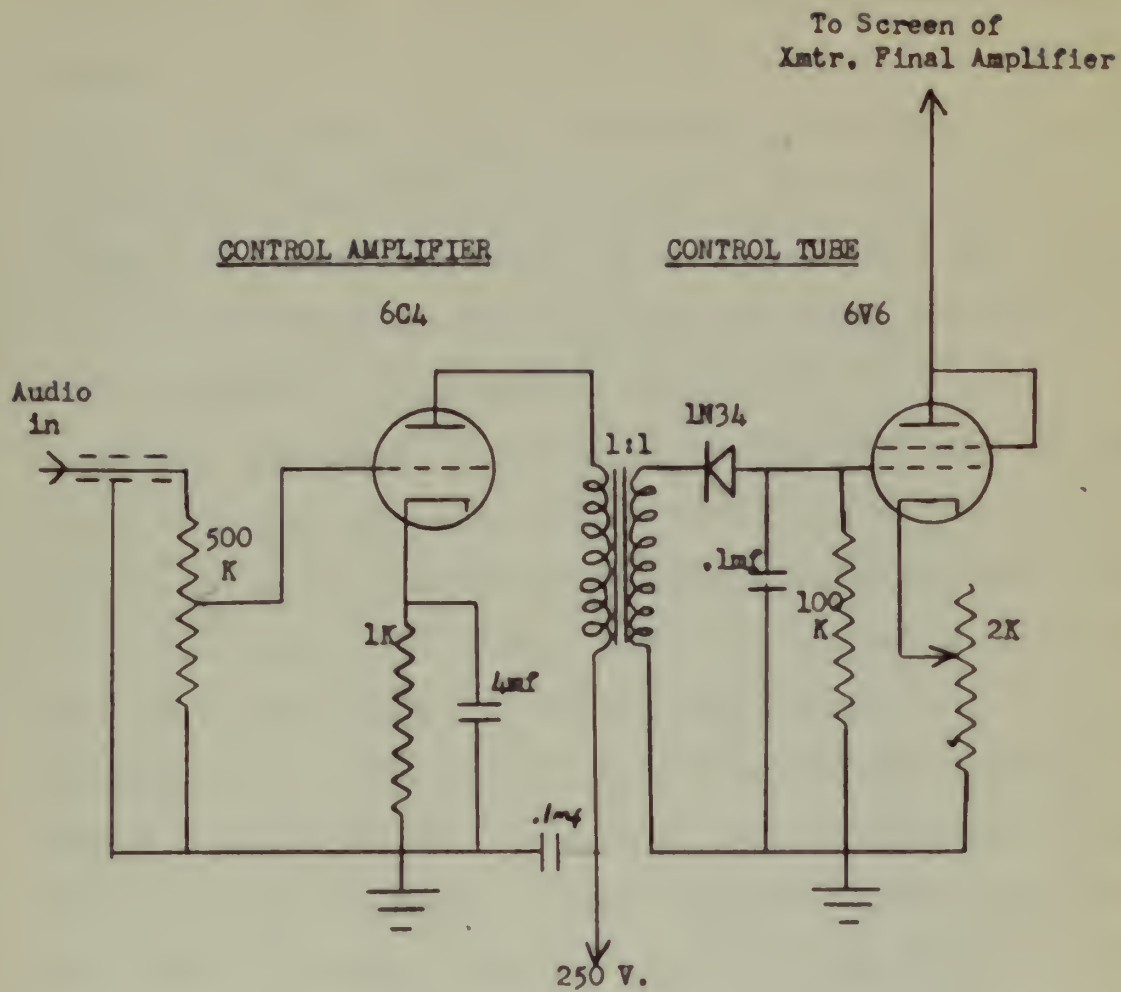 To Screen of
Xmtr. Final Amplifier
CONTROL AMPLIFIER
CONTROL TUBE
6C4
6V6
Audio
in
1N34
1:1
500
K
.1mf
100
K
1K
2K
4mf
.1mf
250 V.